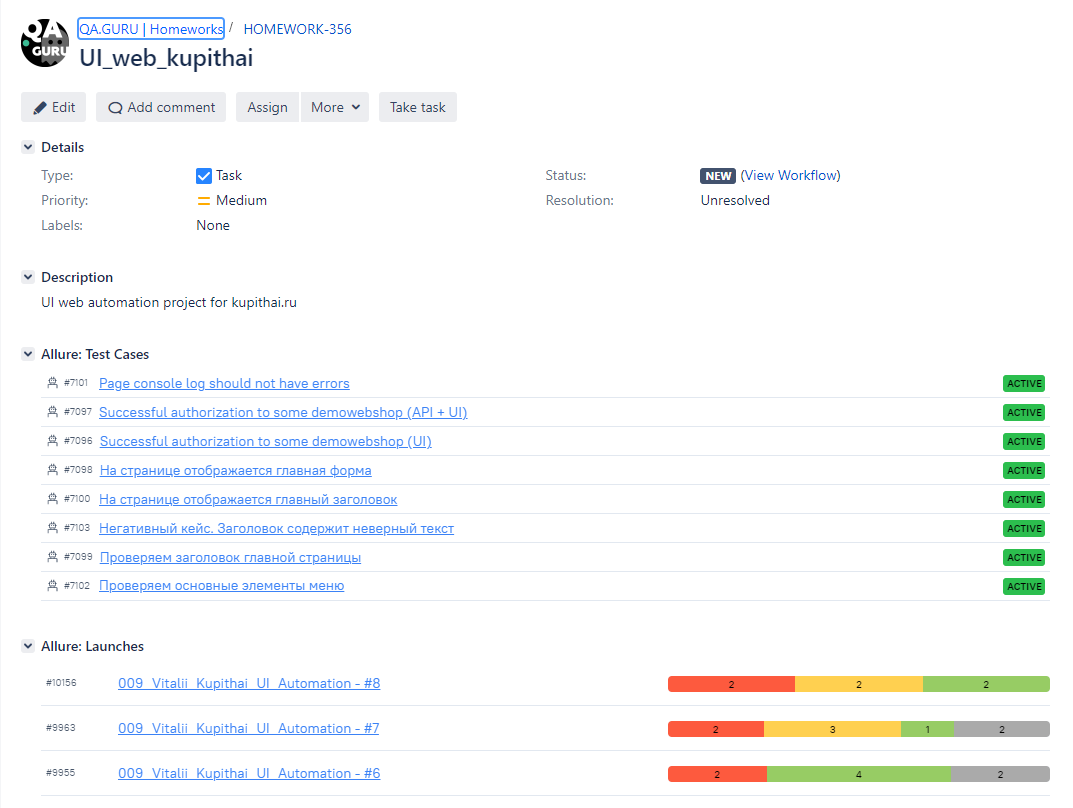 QA GURU
QA.GURU | Homeworks / HOMEWORK-356
UI_web_kupithai
Edit Add comment Assign More Take task
Details
Type: Task Status: NEW (View Workflow)
Priority: Medium Resolution: Unresolved
Labels: None
Description
UI web automation project for kupithai.ru
Allure: Test Cases
#7101 Page console log should not have errors ACTIVE
#7097 Successful authorization to some demowebshop (API + UI) ACTIVE
#7096 Successful authorization to some demowebshop (UI) ACTIVE
#7098 На странице отображается главная форма ACTIVE
#7100 На странице отображается главный заголовок ACTIVE
#7103 Негативный кейс. Заголовок содержит неверный текст ACTIVE
#7099 Проверяем заголовок главной страницы ACTIVE
#7102 Проверяем основные элементы меню ACTIVE
Allure: Launches
#10156 009_Vitalii_Kupithai_UI_Automation - #8 2 2 2
#9963 009_Vitalii_Kupithai_UI_Automation - #7 2 3 1 2
#9955 009_Vitalii_Kupithai_UI_Automation - #6 2 4 2